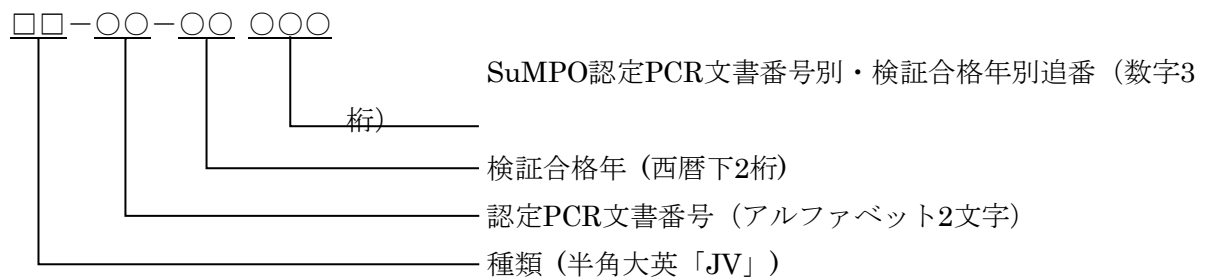 □□－○○－○○ ○○○
SuMPO認定PCR文書番号別・検証合格年別追番（数字3
桁）
検証合格年 (西暦下2桁)
認定PCR文書番号（アルファベット2文字）
種類 (半角大英「JV」)